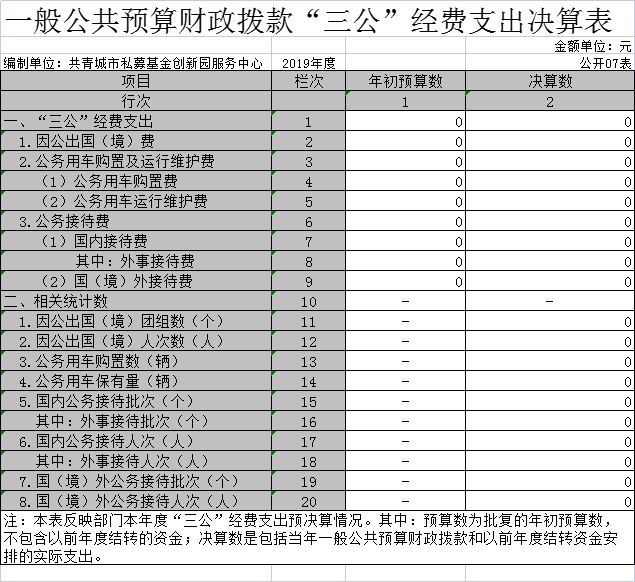 一般公共预算财政拨款“三公”经费支出决算表
金额单位：元
编制单位：共青城市私募基金创新园服务中心 2019年度 公开07表
项目 栏次 年初预算数 决算数
行次 1 2
一、“三公”经费支出 1 0 0
1.因公出国（境）费 2 0 0
2.公务用车购置及运行维护费 3 0 0
（1）公务用车购置费 4 0 0
（2）公务用车运行维护费 5 0 0
3.公务接待费 6 0 0
（1）国内接待费 7 0 0
其中：外事接待费 8 0 0
（2）国（境）外接待费 9 0 0
二、相关统计数 10 － －
1.因公出国（境）团组数（个） 11 － 0
2.因公出国（境）人次数（人） 12 － 0
3.公务用车购置数（辆） 13 － 0
4.公务用车保有量（辆） 14 － 0
5.国内公务接待批次（个） 15 － 0
其中：外事接待批次（个） 16 － 0
6.国内公务接待人次（人） 17 － 0
其中：外事接待人次（人） 18 － 0
7.国（境）外公务接待批次（个） 19 － 0
8.国（境）外公务接待人次（人） 20 － 0
注：本表反映部门本年度“三公”经费支出预决算情况。其中：预算数为批复的年初预算数，
不包含以前年度结转的资金；决算数是包括当年一般公共预算财政拨款和以前年度结转资金安
排的实际支出。